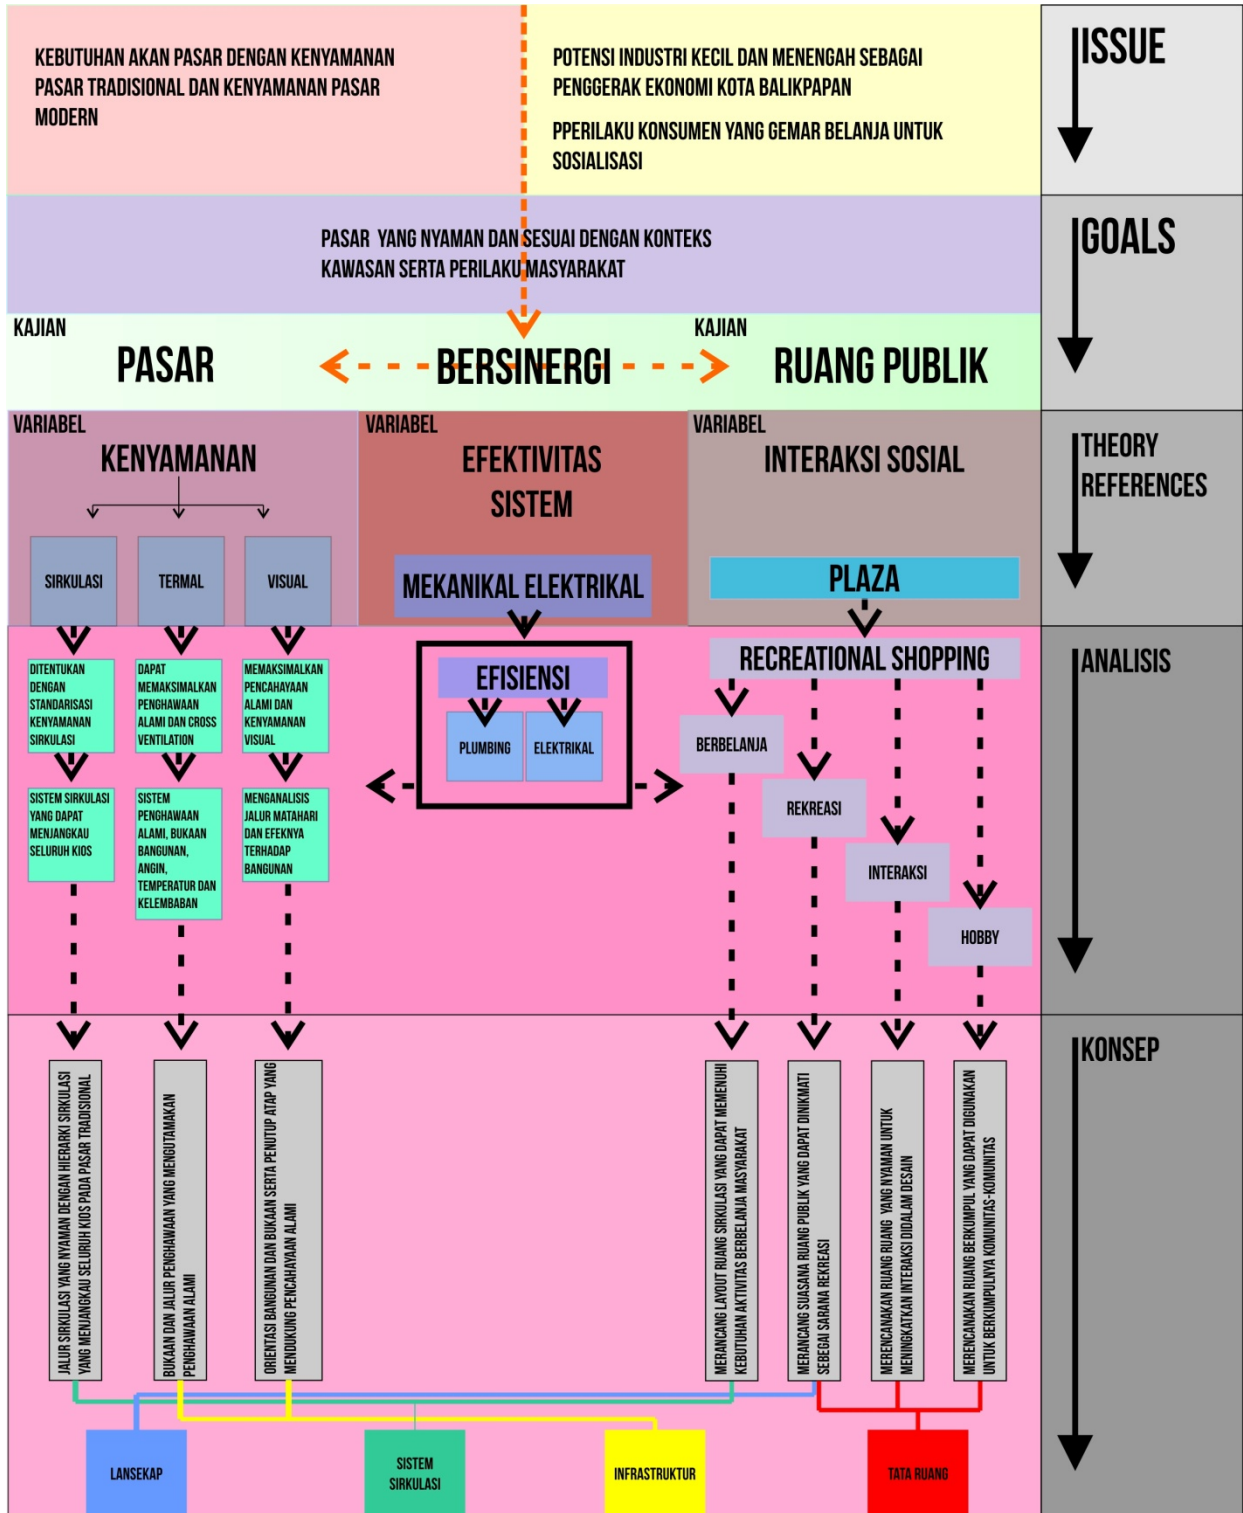 KEBUTUHAN AKAN PASAR DENGAN KENYAMANAN
PASAR TRADISIONAL DAN KENYAMANAN PASAR
MODERN
POTENSI INDUSTRI KECIL DAN MENENGAH SEBAGAI
PENGGERAK EKONOMI KOTA BALIKPAPAN
PPERILAKU KONSUMEN YANG GEMAR BELANJA UNTUK
SOSIALISASI
ISSUE
PASAR YANG NYAMAN DAN SESUAI DENGAN KONTEKS
KAWASAN SERTA PERILAKU MASYARAKAT
GOALS
KAJIAN
PASAR
BERSINERGI
KAJIAN
RUANG PUBLIK
VARIABEL
KENYAMANAN
VARIABEL
EFEKTIVITAS
SISTEM
VARIABEL
INTERAKSI SOSIAL
THEORY
REFERENCES
SIRKULASI
TERMAL
VISUAL
MEKANIKAL ELEKTRIKAL
PLAZA
DITENTUKAN
DENGAN
STANDARISASI
KENYAMANAN
SIRKULASI
DAPAT
MEMAKSIMALKAN
PENGHAWAAN
ALAMI DAN CROSS
VENTILATION
MEMAKSIMALKAN
PENCAHAYAAN
ALAMI DAN
KENYAMANAN
VISUAL
EFISIENSI
PLUMBING
ELEKTRIKAL
RECREATIONAL SHOPPING
BERBELANJA
REKREASI
INTERAKSI
HOBBY
ANALISIS
SISTEM SIRKULASI
YANG DAPAT
MENJANGKAU
SELURUH KIOS
SISTEM
PENGHAWAAN
ALAMI, BUKAAN
BANGUNAN,
ANGIN,
TEMPERATUR DAN
KELEMBABAN
MENGANALISIS
JALUR MATAHARI
DAN EFEKNYA
TERHADAP
BANGUNAN
KONSEP
JALUR SIRKULASI YANG NYAMAN DENGAN HIERARKI SIRKULASI
YANG MENJANGKAU SELURUH KIOS PADA PASAR TRADISIONAL
BUKAAN DAN JALUR PENGHAWAAN YANG MENGUTAMAKAN
PENGHAWAAN ALAMI
ORIENTASI BANGUNAN DAN BUKAAN SERTA PENUTUP ATAP YANG
MENDUKUNG PENCAHAYAAN ALAMI
MERANCANG LAYOUT RUANG SIRKULASI YANG DAPAT MEMENUHI
KEBUTUHAN AKTIVITAS BERBELANJA MASYARAKAT
MERANCANG SUASANA RUANG PUBLIK YANG DAPAT DINIKMATI
SEBEGAI SARANA REKREASI
MERENCANAKAN RUANG RUANG YANG NYAMAN UNTUK
MENINGKATKAN INTERAKSI DIDALAM DESAIN
MERENCANAKAN RUANG BERKUMPUL YANG DAPAT DIGUNAKAN
UNTUK BERKUMPULNYA KOMUNITAS-KOMUNITAS
LANSEKAP
SISTEM
SIRKULASI
INFRASTRUKTUR
TATA RUANG